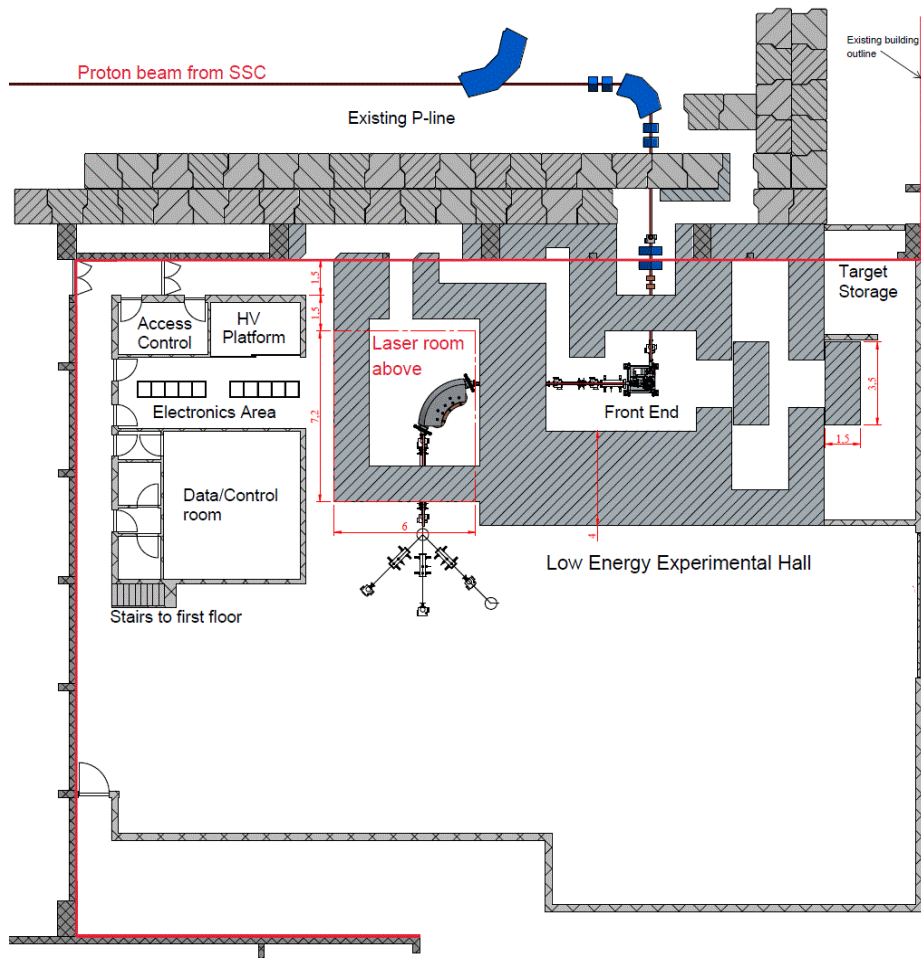 Existing building
outline
Proton beam from SSC
Existing P-line
Target
Storage
1,5
1,5
Access
Control
HV
Platform
Laser room
above
Electronics Area
Front End
7,2
3,5
1,5
Data/Control
room
6
4
Low Energy Experimental Hall
Stairs to first floor